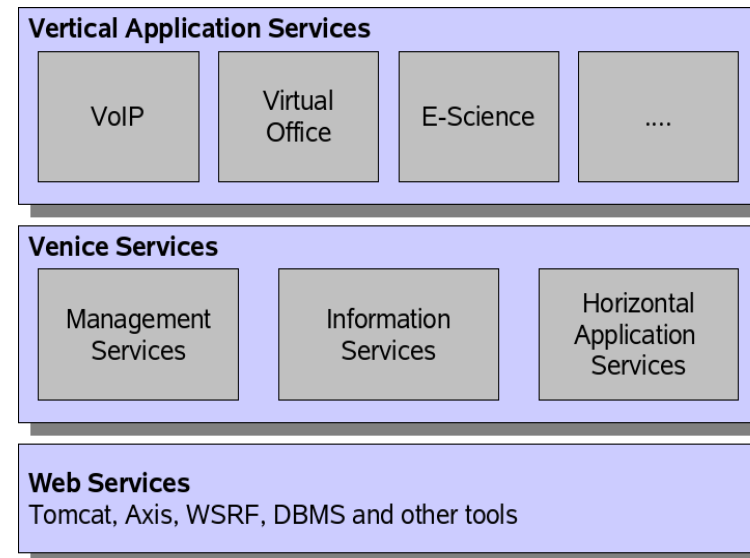 Vertical Application Services
VoIP
Virtual
Office
E-Science
....
Venice Services
Management
Services
Information
Services
Horizontal
Application
Services
Web Services
Tomcat, Axis, WSRF, DBMS and other tools